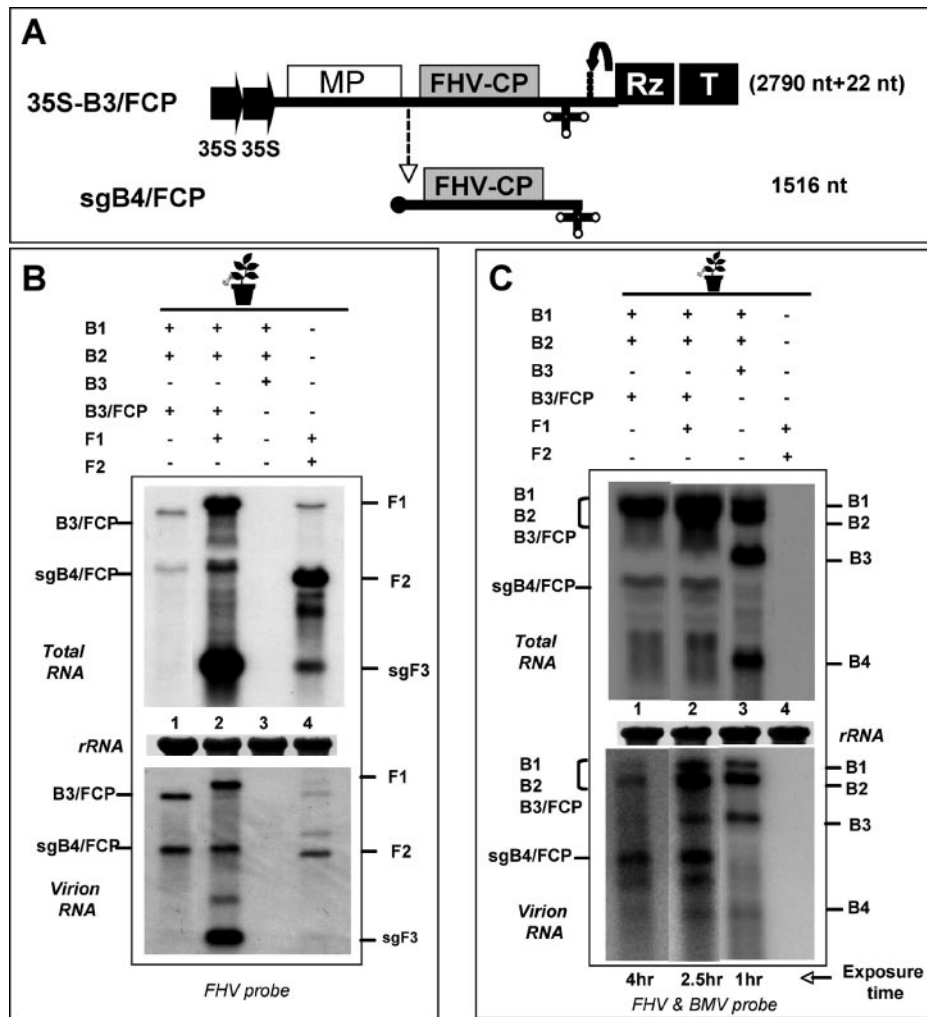 A
MP
FHV-CP
Rz
T
(2790 nt+22 nt)
35S-B3/FCP
35S 35S
sgB4/FCP
FHV-CP
1516 nt
B
B1 + + + -
B2 + + + -
B3 - - + -
B3/FCP + + - -
F1 - + - +
F2 - - - +
B3/FCP
F1
sgB4/FCP
F2
Total
RNA
sgF3
1 2 3 4
rRNA
B3/FCP
F1
sgB4/FCP
F2
Virion
RNA
sgF3
FHV probe
C
B1 + + + -
B2 + + + -
B3 - - + -
B3/FCP + + - -
F1 - + - +
F2 - - - +
B1
B2
B3/FCP
B1
B2
B3
sgB4/FCP
Total
RNA
B4
1 2 3 4
rRNA
B1
B2
B3/FCP
B1
B2
B3
sgB4/FCP
Virion
RNA
B4
4hr 2.5hr 1hr
Exposure
time
FHV & BMV probe